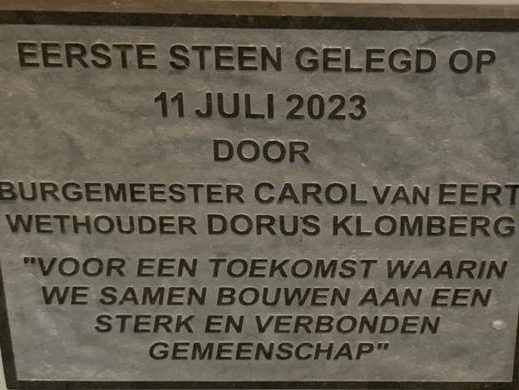 EERSTE STEEN GELEGD OP
11 JULI 2023
DOOR
BURGEMEESTER CAROL VAN EERT
WETHOUDER DORUS KLOMBERG
"VOOR EEN TOEKOMST WAARIN
WE SAMEN BOUWEN AAN EEN
STERK EN VERBONDEN
GEMEENSCHAP"